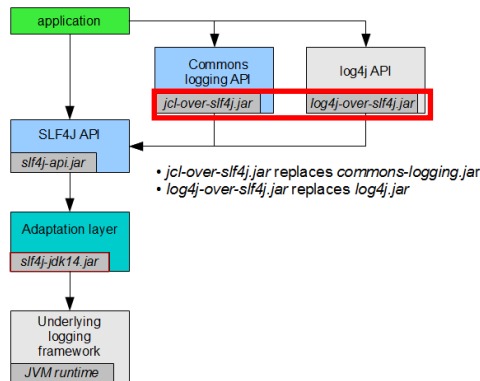 application
Commons
logging API
jcl-over-slf4j.jar
log4j API
log4j-over-slf4j.jar
SLF4J API
slf4j-api.jar
• jcl-over-slf4j.jar replaces commons-logging.jar
• log4j-over-slf4j.jar replaces log4j.jar
Adaptation layer
slf4j-jdk14.jar
Underlying
logging
framework
JVM runtime